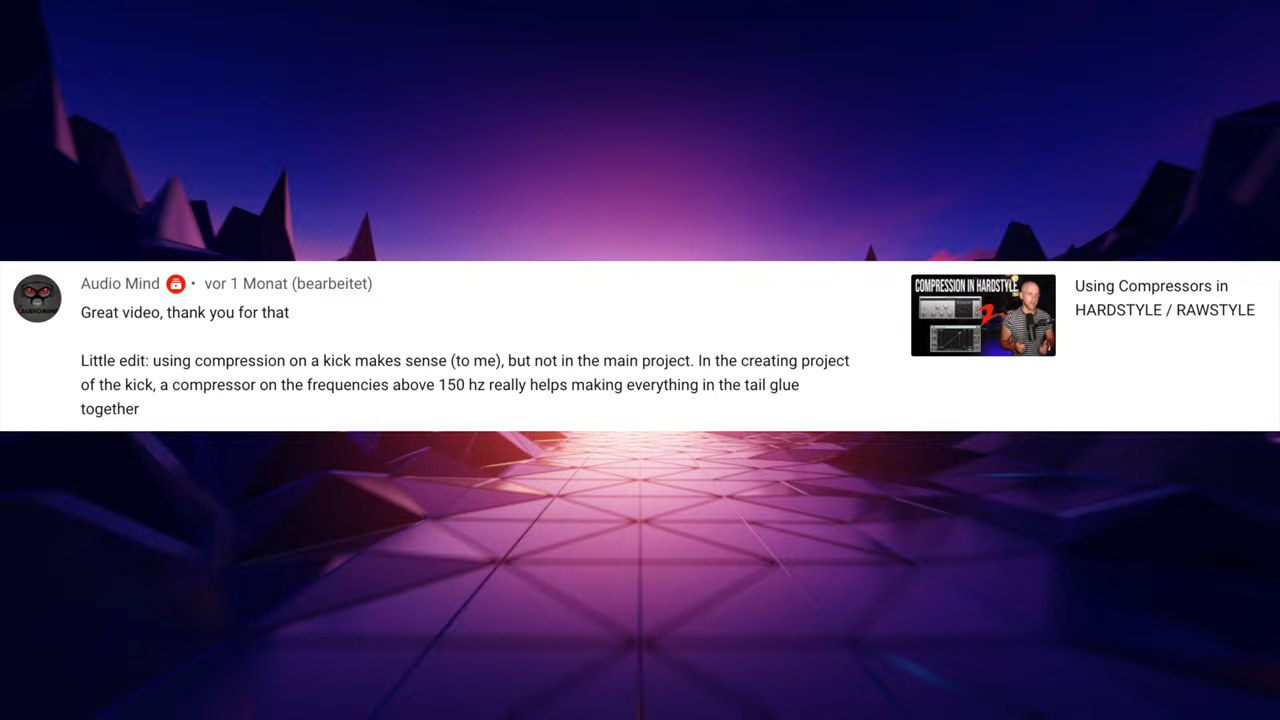 Audio Mind • vor 1 Monat (bearbeitet)
Great video, thank you for that
Little edit: using compression on a kick makes sense (to me), but not in the main project. In the creating project
of the kick, a compressor on the frequencies above 150 hz really helps making everything in the tail glue
together
AUDIOMIND
COMPRESSION IN HARDSTYLE
Using Compressors in
HARDSTYLE / RAWSTYLE